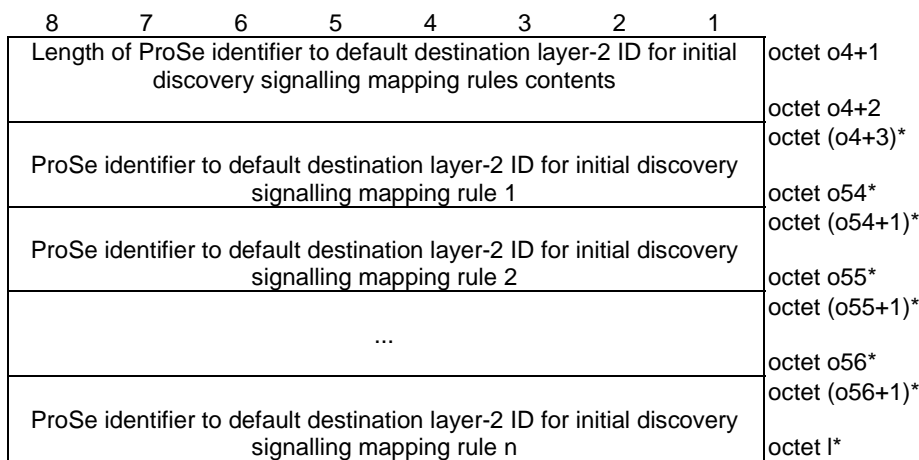 8 7 6 5 4 3 2 1
Length of ProSe identifier to default destination layer-2 ID for initial octet o4+1
discovery signalling mapping rules contents
octet o4+2
octet (o4+3)*
ProSe identifier to default destination layer-2 ID for initial discovery
signalling mapping rule 1 octet o54*
octet (o54+1)*
ProSe identifier to default destination layer-2 ID for initial discovery
signalling mapping rule 2 octet o55*
octet (o55+1)*
...
octet o56*
octet (o56+1)*
ProSe identifier to default destination layer-2 ID for initial discovery
signalling mapping rule n octet l*